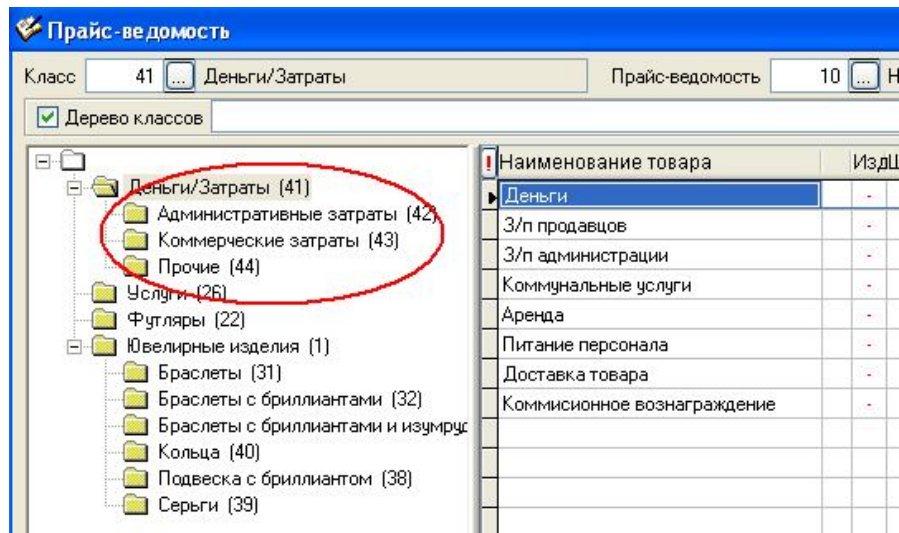 Прайс-ведомость
Класс 41 ... Деньги/Затраты Прайс-ведомость 10 ... Н
Дерево классов
Деньги/Затраты (41)
Административные затраты (42)
Коммерческие затраты (43)
Прочие (44)
Услуги (26)
Футляры (22)
Ювелирные изделия (1)
Браслеты (31)
Браслеты с бриллиантами (32)
Браслеты с бриллиантами и изумруд
Кольца (40)
Подвеска с бриллиантом (38)
Серьги (39)
! Наименование товара Изд Ш
Деньги -
З/п продавцов -
З/п администрации -
Коммунальные услуги -
Аренда -
Питание персонала -
Доставка товара -
Коммисионное вознаграждение -